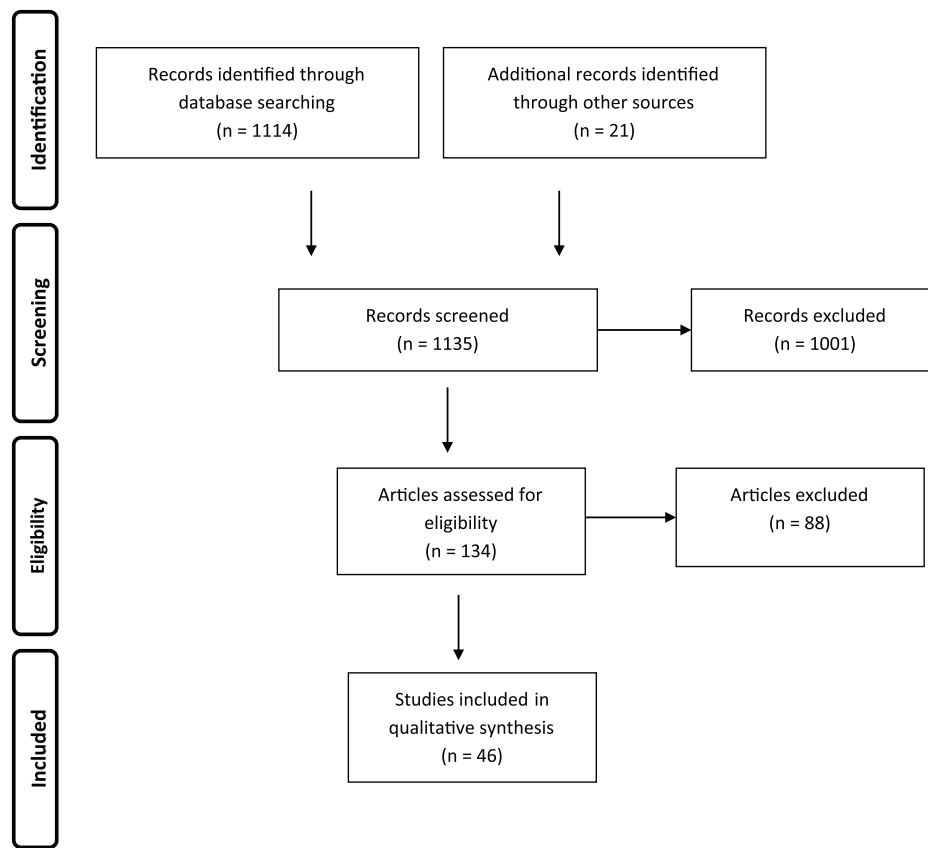 Identification
Records identified through
database searching
(n = 1114)
Additional records identified
through other sources
(n = 21)
Screening
Records screened
(n = 1135)
Records excluded
(n = 1001)
Eligibility
Articles assessed for
eligibility
(n = 134)
Articles excluded
(n = 88)
Included
Studies included in
qualitative synthesis
(n = 46)